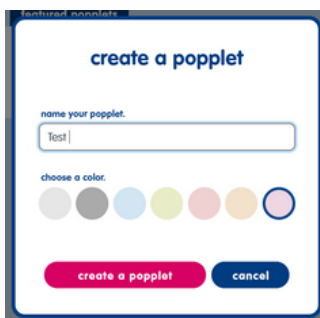 featured popplets
create a popplet
name your popplet.
Test
choose a color.
create a popplet cancel